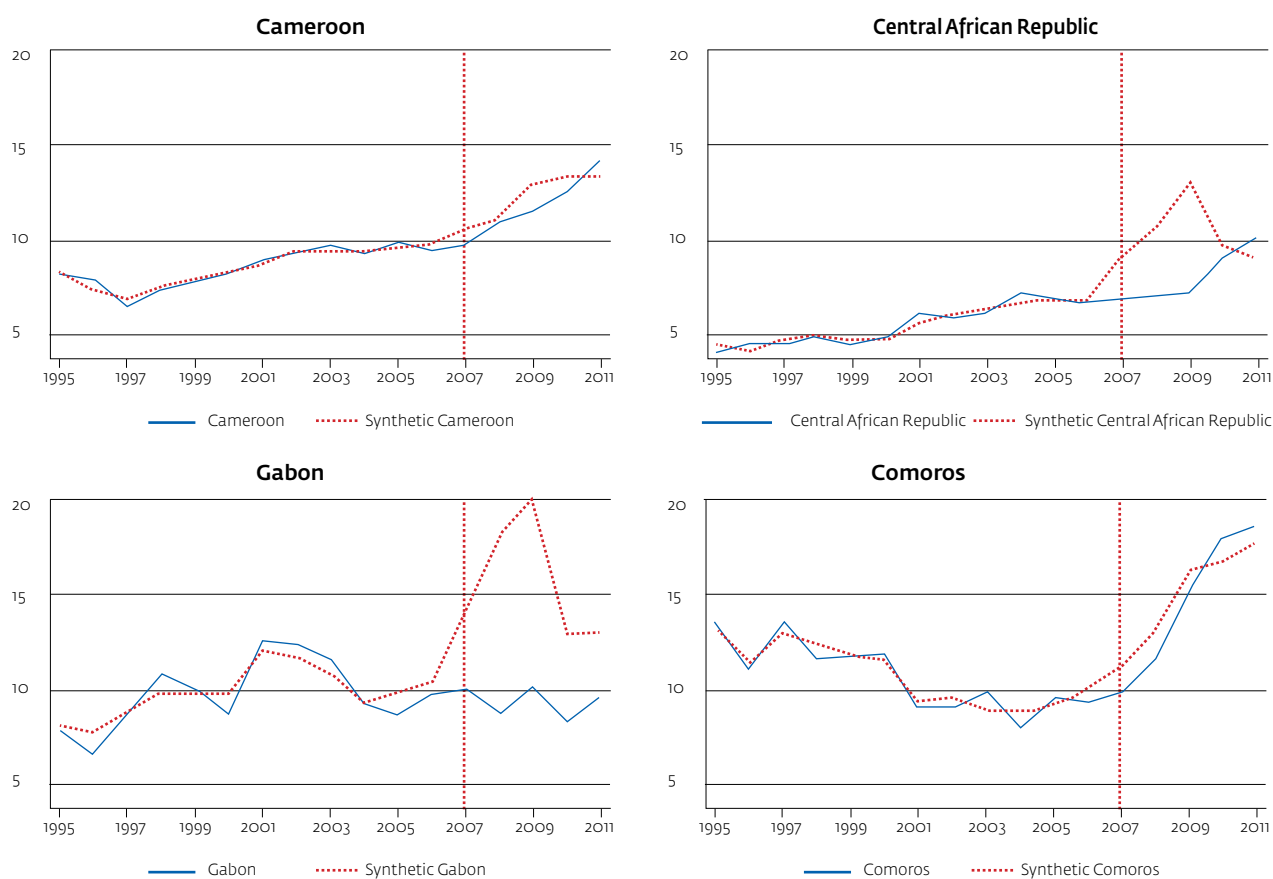 Cameroon
20
15
10
5
1995 1997 1999 2001 2003 2005 2007 2009 2011
Cameroon Synthetic Cameroon
Central African Republic
20
15
10
5
1995 1997 1999 2001 2003 2005 2007 2009 2011
Central African Republic Synthetic Central African Republic
Gabon
20
15
10
5
1995 1997 1999 2001 2003 2005 2007 2009 2011
Gabon Synthetic Gabon
Comoros
20
15
10
5
1995 1997 1999 2001 2003 2005 2007 2009 2011
Comoros Synthetic Comoros